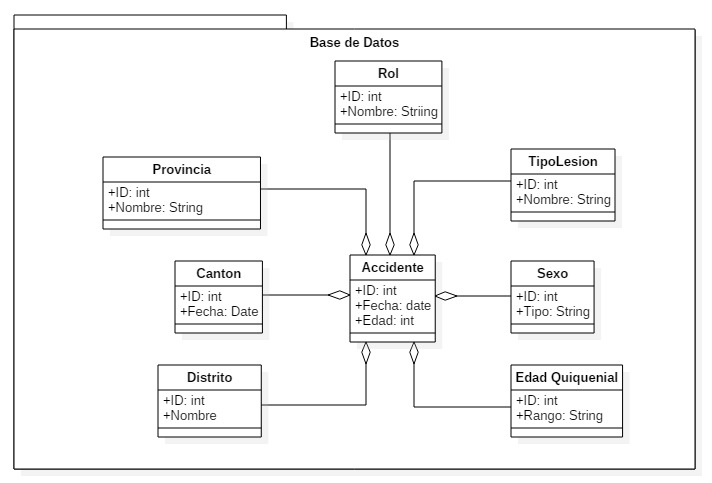 Base de Datos
Rol
+ID: int
+Nombre: Striing
Provincia
+ID: int
+Nombre: String
TipoLesion
+ID: int
+Nombre: String
Canton
+ID: int
+Fecha: Date
Accidente
+ID: int
+Fecha: date
+Edad: int
Sexo
+ID: int
+Tipo: String
Distrito
+ID: int
+Nombre
Edad Quiquenial
+ID: int
+Rango: String